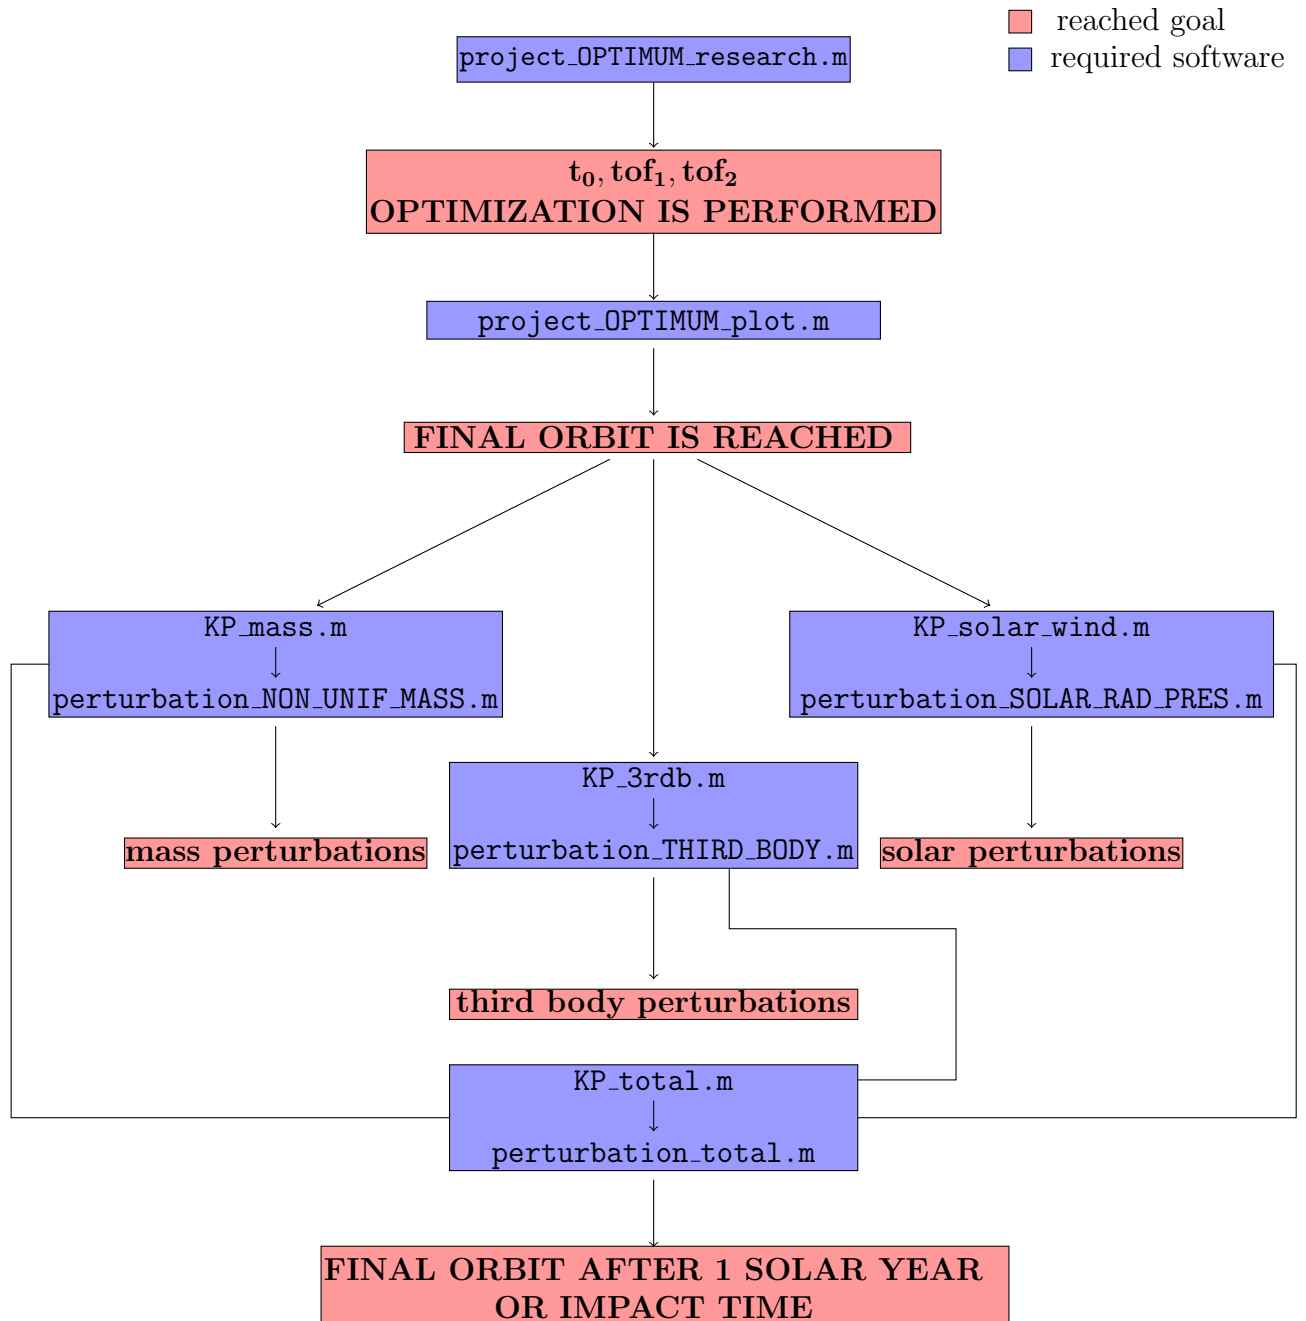 reached goal
required software
project_OPTIMUM_research.m
t₀, tof₁, tof₂
OPTIMIZATION IS PERFORMED
project_OPTIMUM_plot.m
FINAL ORBIT IS REACHED
KP_mass.m
perturbation_NON_UNIF_MASS.m
KP_solar_wind.m
perturbation_SOLAR_RAD_PRES.m
KP_3rdb.m
perturbation_THIRD_BODY.m
mass perturbations
solar perturbations
third body perturbations
KP_total.m
perturbation_total.m
FINAL ORBIT AFTER 1 SOLAR YEAR
OR IMPACT TIME